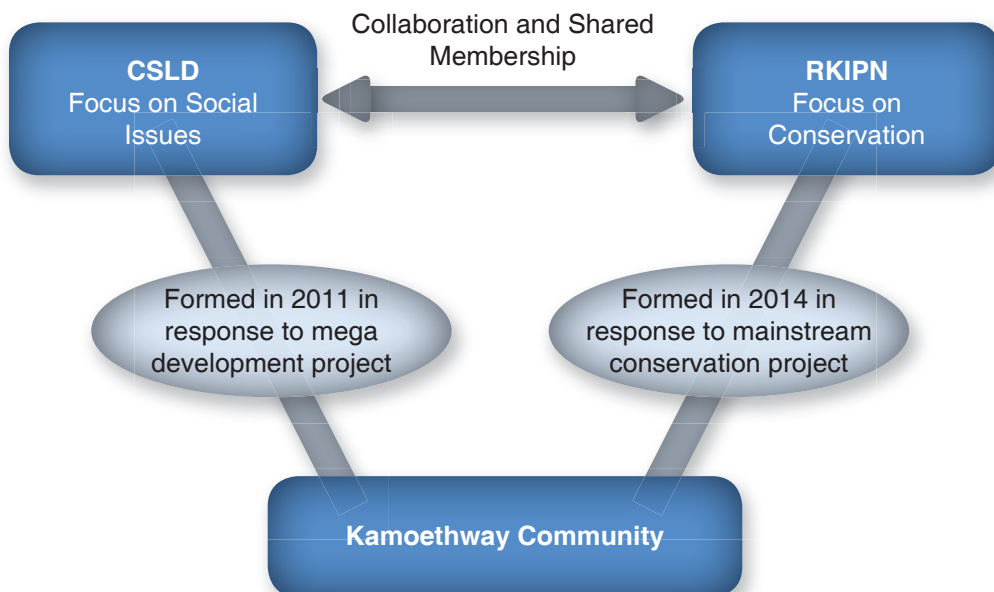 Collaboration and Shared
Membership
CSLD
Focus on Social
Issues
RKIPN
Focus on
Conservation
Formed in 2011 in
response to mega
development project
Formed in 2014 in
response to mainstream
conservation project
Kamoethway Community